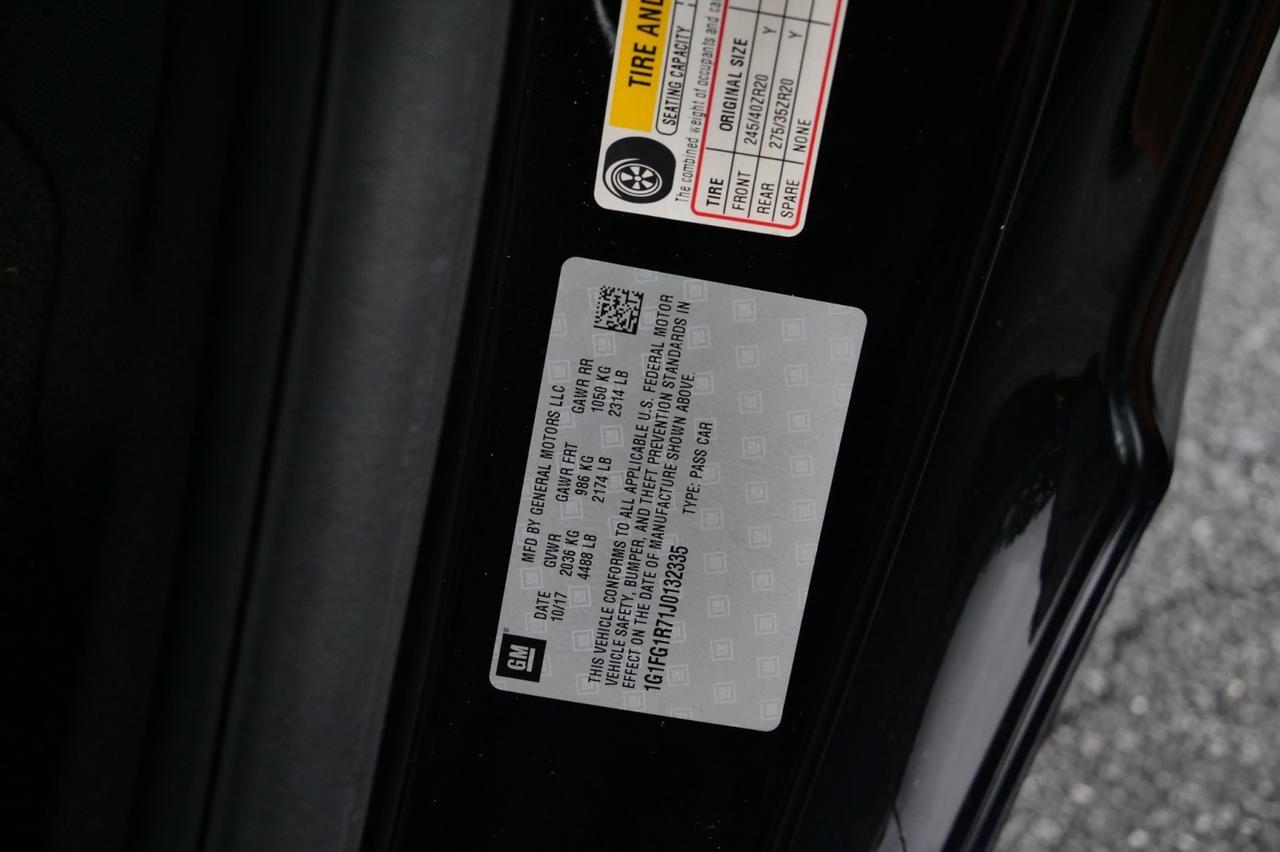 TIRE AND
SEATING CAPACITY
The combined weight of occupants and
TIRE ORIGINAL SIZE
FRONT 245/40ZR20 Y
REAR 275/35ZR20 Y
SPARE NONE
GM
MFD BY GENERAL MOTORS LLC
DATE GVWR GAWR FRT GAWR RR
10/17 2036 KG 986 KG 1050 KG
4488 LB 2174 LB 2314 LB
THIS VEHICLE CONFORMS TO ALL APPLICABLE U.S. FEDERAL MOTOR
VEHICLE SAFETY, BUMPER, AND THEFT PREVENTION STANDARDS IN
EFFECT ON THE DATE OF MANUFACTURE SHOWN ABOVE.
1G1FG1R71J0132335 TYPE: PASS CAR